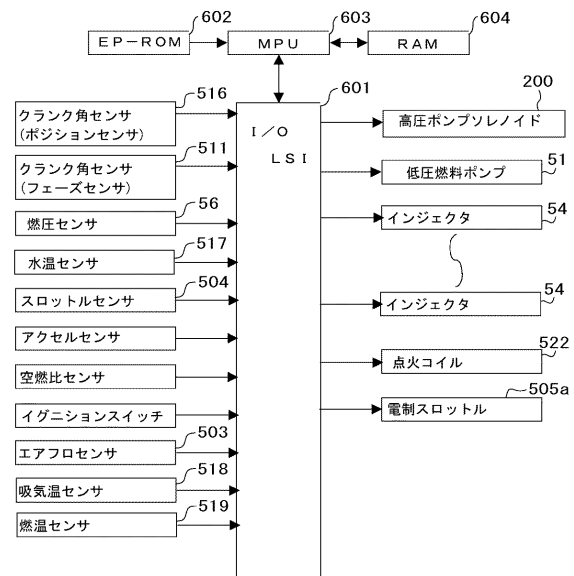 602
603
604
EP-ROM
MPU
RAM
601
I/O
LSI
516
クランク角センサ
(ポジションセンサ)
511
クランク角センサ
(フェーズセンサ)
56
燃圧センサ
517
水温センサ
504
スロットルセンサ
アクセルセンサ
空燃比センサ
イグニションスイッチ
503
エアフロセンサ
518
吸気温センサ
519
燃温センサ
200
高圧ポンプソレノイド
51
低圧燃料ポンプ
54
インジェクタ
54
インジェクタ
522
点火コイル
505a
電制スロットル